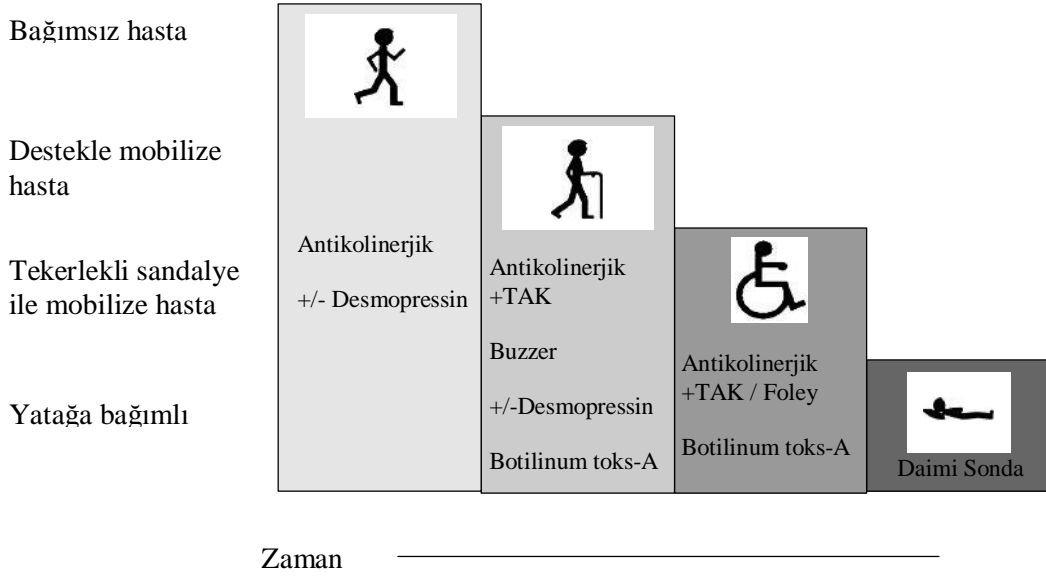 Bağımsız hasta
Destekle mobilize
hasta
Tekerlekli sandalye
ile mobilize hasta
Yatağa bağımlı
Antikolinerjik
+/- Desmopressin
Antikolinerjik
+TAK
Buzzer
+/-Desmopressin
Botilinum toks-A
Antikolinerjik
+TAK / Foley
Botilinum toks-A
Daimi Sonda
Zaman